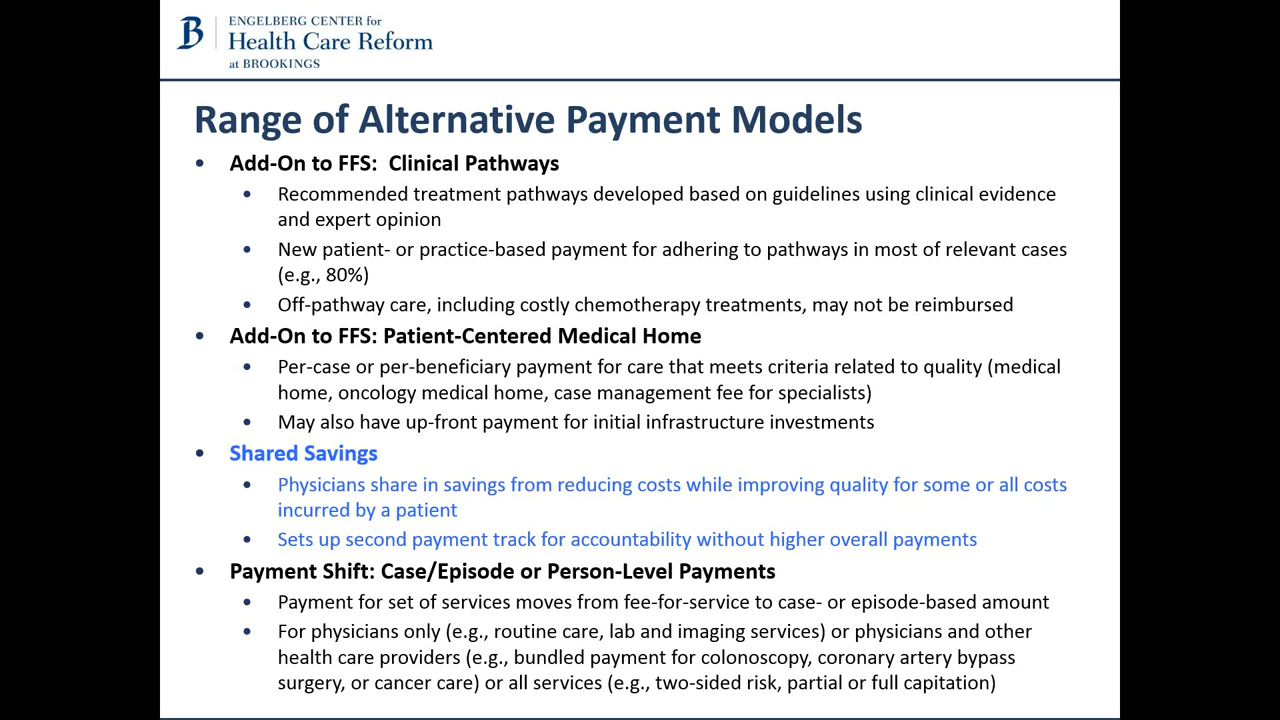 B
ENGELBERG CENTER for
Health Care Reform
at BROOKINGS
Range of Alternative Payment Models
• Add-On to FFS:  Clinical Pathways
• Recommended treatment pathways developed based on guidelines using clinical evidence
and expert opinion
• New patient- or practice-based payment for adhering to pathways in most of relevant cases
(e.g., 80%)
• Off-pathway care, including costly chemotherapy treatments, may not be reimbursed
• Add-On to FFS: Patient-Centered Medical Home
• Per-case or per-beneficiary payment for care that meets criteria related to quality (medical
home, oncology medical home, case management fee for specialists)
• May also have up-front payment for initial infrastructure investments
• Shared Savings
• Physicians share in savings from reducing costs while improving quality for some or all costs
incurred by a patient
• Sets up second payment track for accountability without higher overall payments
• Payment Shift: Case/Episode or Person-Level Payments
• Payment for set of services moves from fee-for-service to case- or episode-based amount
• For physicians only (e.g., routine care, lab and imaging services) or physicians and other
health care providers (e.g., bundled payment for colonoscopy, coronary artery bypass
surgery, or cancer care) or all services (e.g., two-sided risk, partial or full capitation)